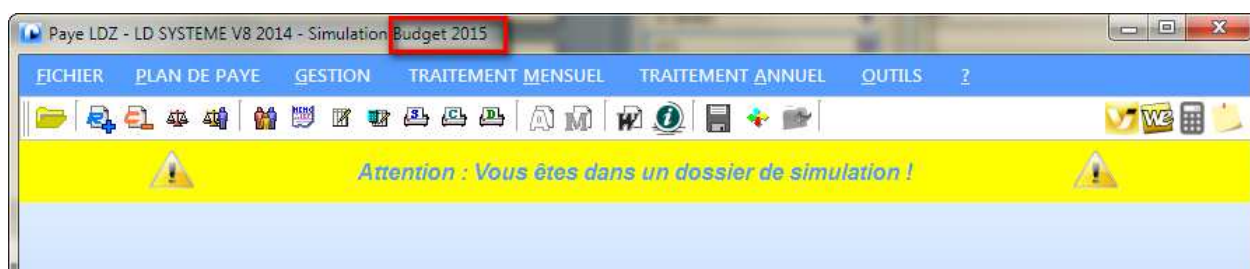 Paye LDZ - LD SYSTEME V8 2014 - Simulation Budget 2015
FICHIER PLAN DE PAYE GESTION TRAITEMENT MENSUEL TRAITEMENT ANNUEL OUTILS ?
Attention : Vous êtes dans un dossier de simulation !